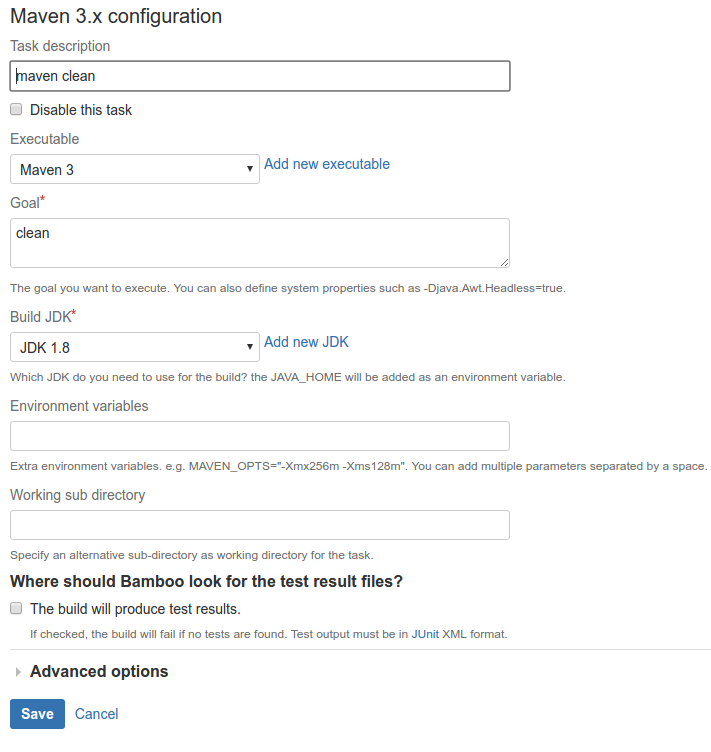 Maven 3.x configuration
Task description
maven clean
Disable this task
Executable
Maven 3 Add new executable
Goal*
clean
The goal you want to execute. You can also define system properties such as -Djava.Awt.Headless=true.
Build JDK*
JDK 1.8 Add new JDK
Which JDK do you need to use for the build? the JAVA_HOME will be added as an environment variable.
Environment variables
Extra environment variables. e.g. MAVEN_OPTS="-Xmx256m -Xms128m". You can add multiple parameters separated by a space.
Working sub directory
Specify an alternative sub-directory as working directory for the task.
Where should Bamboo look for the test result files?
The build will produce test results.
If checked, the build will fail if no tests are found. Test output must be in JUnit XML format.
Advanced options
Save Cancel